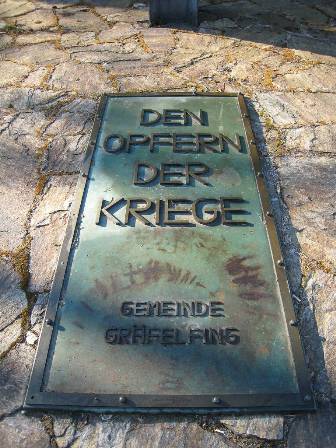 DEN
OPFERN
DER
KRIEGE
GEMEINDE
GRÄFELFING